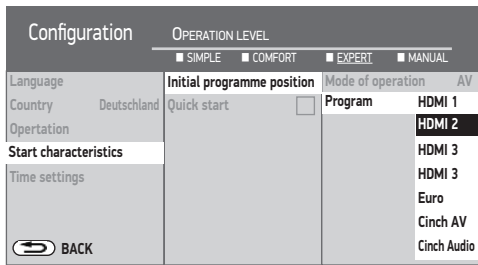 Configuration OPERATION LEVEL
■ SIMPLE ■ COMFORT ■ EXPERT ■ MANUAL
Language Initial programme position Mode of operation AV
Country Deutschland Quick start Program HDMI 1
Opertation HDMI 2
Start characteristics HDMI 3
Time settings HDMI 3
Euro
Cinch AV
BACK Cinch Audio